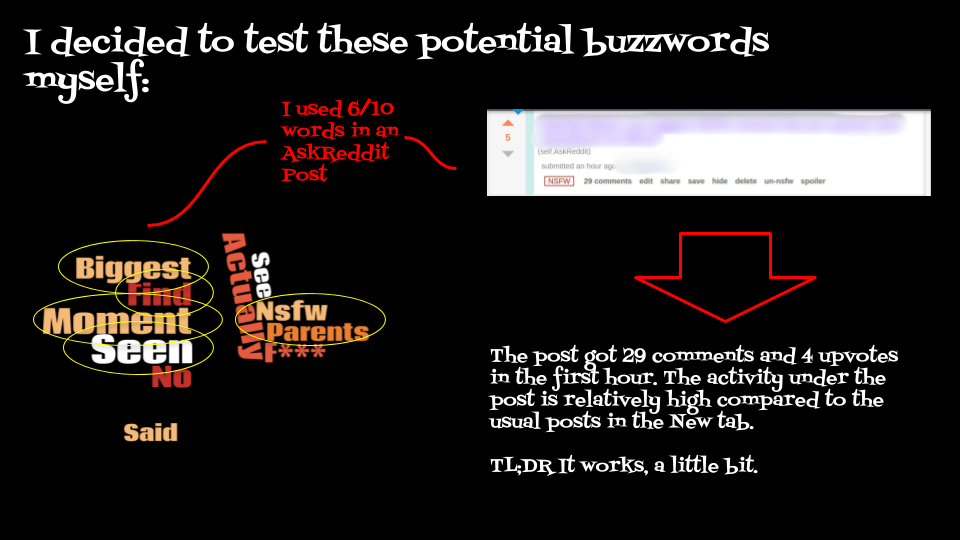 I decided to test these potential buzzwords
myself:
I used 6/10
words in an
AskReddit
Post
5
(self.AskReddit)
submitted an hour ago
NSFW 29 comments edit share save hide delete un-nsfw spoiler
Biggest
Find
Moment
Seen
No
Said
Actually
See
Nsfw
Parents
F***
The post got 29 comments and 4 upvotes
in the first hour. The activity under the
post is relatively high compared to the
usual posts in the New tab.
TL;DR It works, a little bit.